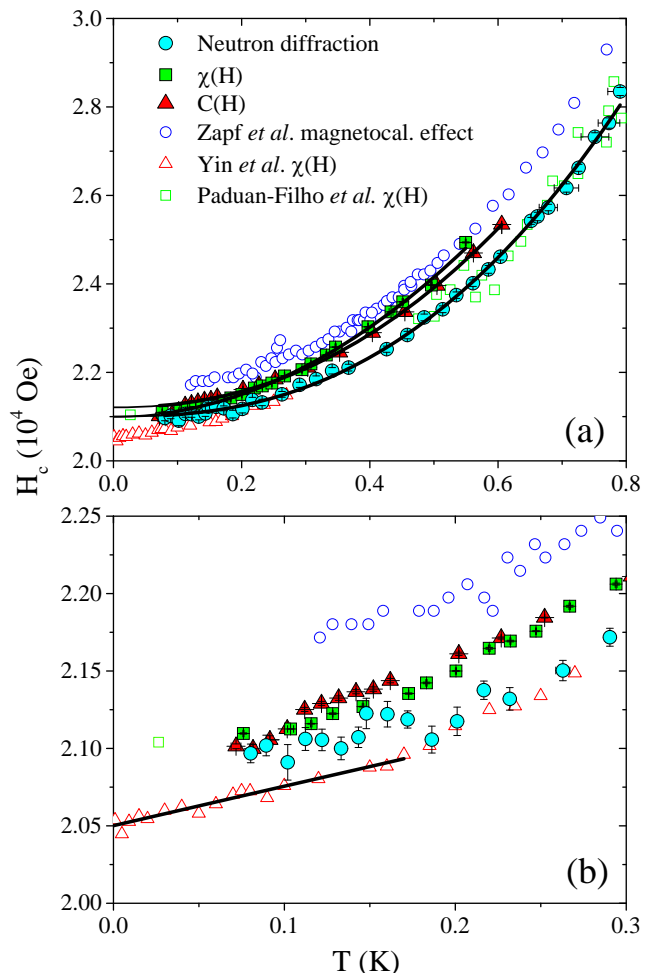 3.0
2.8
2.6
2.4
2.2
2.0
Neutron diffraction
χ(H)
C(H)
Zapf et al. magnetocal. effect
Yin et al. χ(H)
Paduan-Filho et al. χ(H)
(a)
0.0 0.2 0.4 0.6 0.8
H_c (10^4 Oe)
2.25
2.20
2.15
2.10
2.05
2.00
(b)
0.0 0.1 0.2 0.3
T (K)